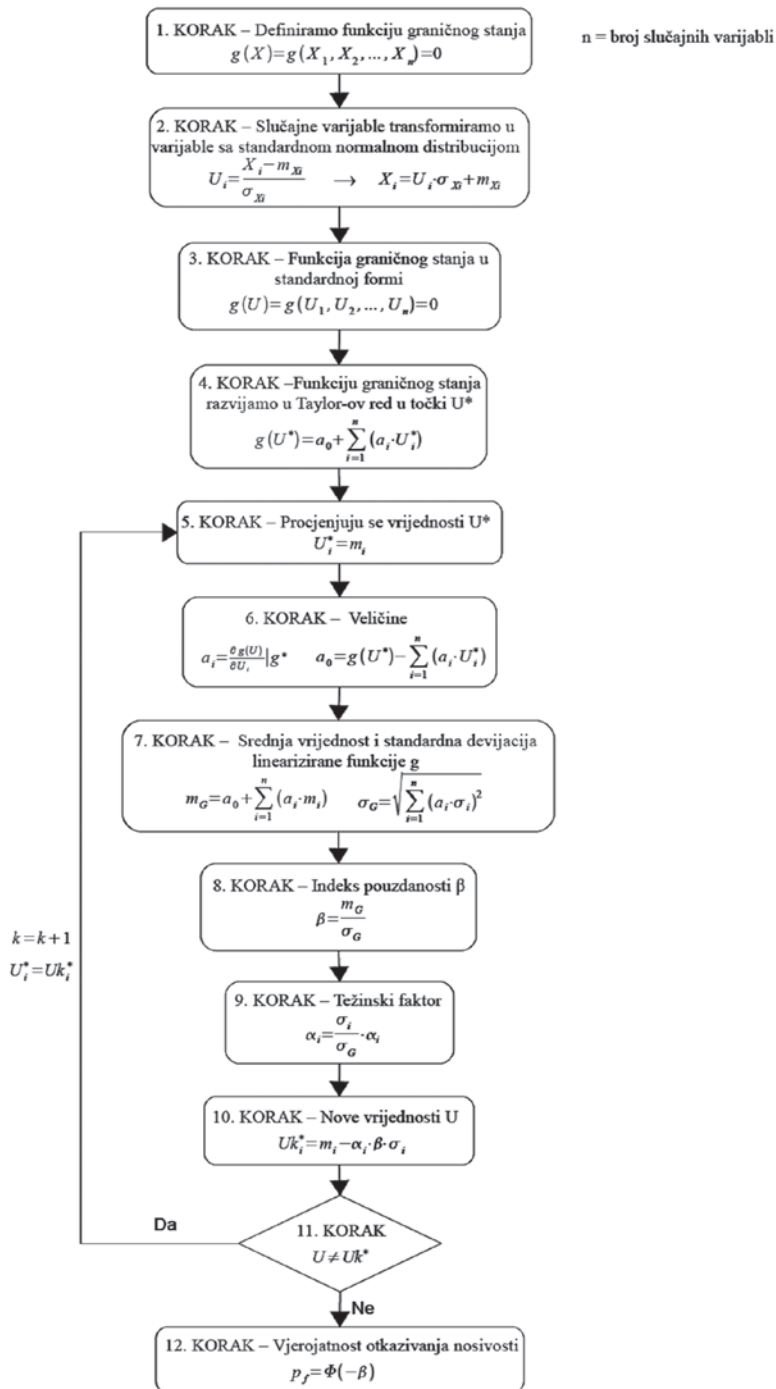 1. KORAK – Definiramo funkciju graničnog stanja
g(X)=g(X₁, X₂, ..., Xₙ)=0
n = broj slučajnih varijabli
2. KORAK – Slučajne varijable transformiramo u
varijable sa standardnom normalnom distribucijom
Uᵢ=(Xᵢ−m_Xi)/σ_Xi → Xᵢ=Uᵢ·σ_Xi+m_Xi
3. KORAK – Funkcija graničnog stanja u
standardnoj formi
g(U)=g(U₁, U₂, ..., Uₙ)=0
4. KORAK –Funkciju graničnog stanja
razvijamo u Taylor-ov red u točki U*
g(U*)=a₀+∑ᵢ₌₁ⁿ(aᵢ·Uᵢ*)
5. KORAK – Procjenjuju se vrijednosti U*
Uᵢ*=mᵢ
6. KORAK – Veličine
aᵢ=∂g(U)/∂Uᵢ|g* a₀=g(U*)−∑ᵢ₌₁ⁿ(aᵢ·Uᵢ*)
7. KORAK – Srednja vrijednost i standardna devijacija
linearizirane funkcije g
m_G=a₀+∑ᵢ₌₁ⁿ(aᵢ·mᵢ) σ_G=√(∑ᵢ₌₁ⁿ(aᵢ·σᵢ)²)
8. KORAK – Indeks pouzdanosti β
β=m_G/σ_G
k=k+1
Uᵢ*=Ukᵢ*
9. KORAK – Težinski faktor
αᵢ=σᵢ/σ_G·αᵢ
10. KORAK – Nove vrijednosti U
Ukᵢ*=mᵢ−αᵢ·β·σᵢ
Da
11. KORAK
U≠Uk*
Ne
12. KORAK – Vjerojatnost otkazivanja nosivosti
p_f=Φ(−β)